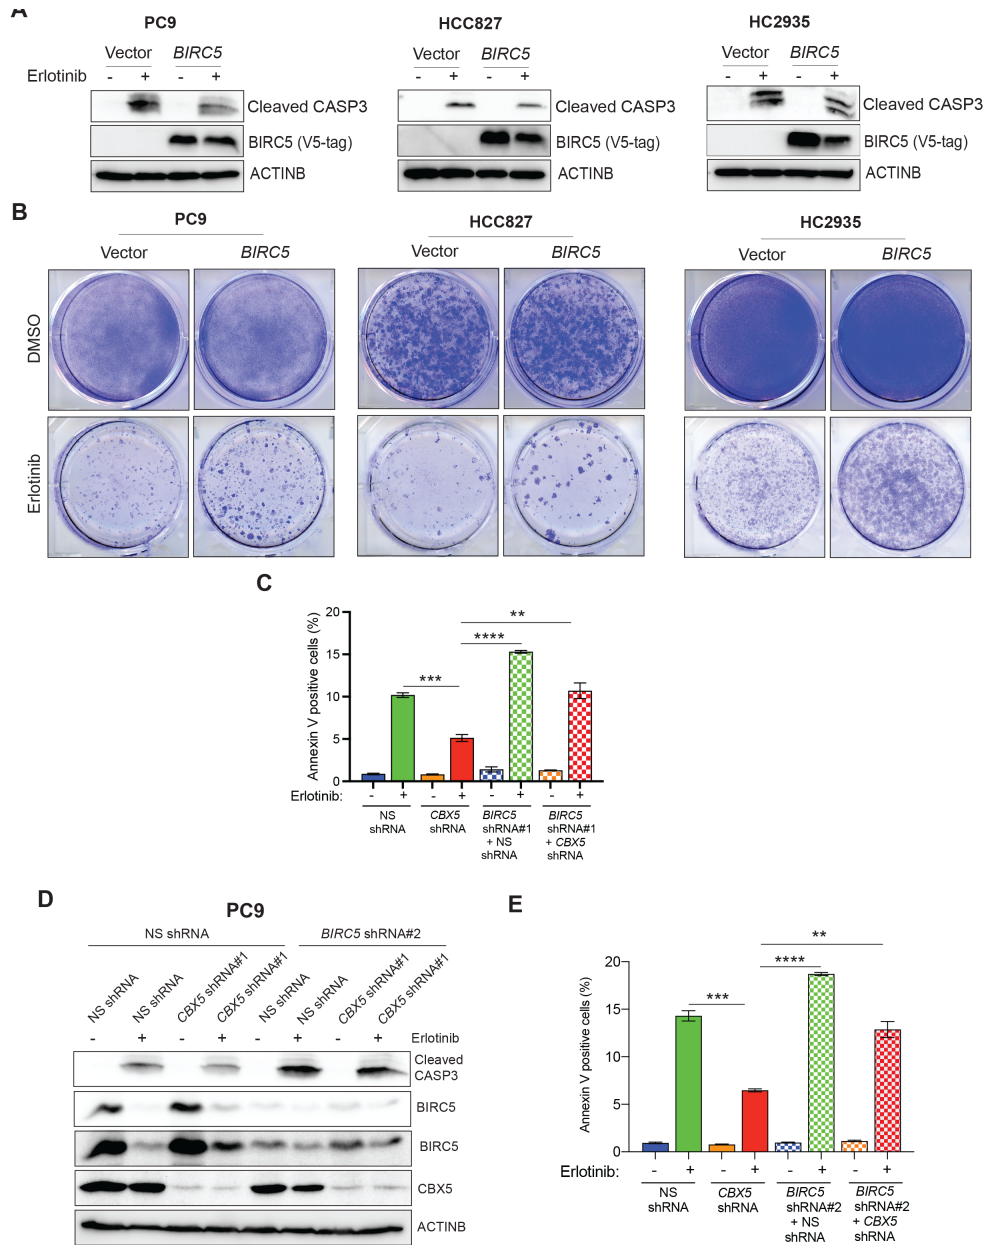 A
PC9
HCC827
HC2935
Vector BIRC5
Vector BIRC5
Vector BIRC5
Erlotinib - + - +
- + - +
- + - +
Cleaved CASP3
Cleaved CASP3
Cleaved CASP3
BIRC5 (V5-tag)
BIRC5 (V5-tag)
BIRC5 (V5-tag)
ACTINB
ACTINB
ACTINB
B
PC9
HCC827
HC2935
Vector BIRC5
Vector BIRC5
Vector BIRC5
DMSO
Erlotinib
C
Annexin V positive cells (%)
20
15
10
5
0
**
****
***
Erlotinib: - + - + - + - +
NS
shRNA
CBX5
shRNA
BIRC5
shRNA#1
+ NS
shRNA
BIRC5
shRNA#1
+ CBX5
shRNA
D
PC9
NS shRNA
BIRC5 shRNA#2
NS shRNA
NS shRNA
CBX5 shRNA#1
CBX5 shRNA#1
NS shRNA
NS shRNA
CBX5 shRNA#1
CBX5 shRNA#1
- + - + - + - + Erlotinib
Cleaved
CASP3
BIRC5
BIRC5
CBX5
ACTINB
E
Annexin V positive cells (%)
20
15
10
5
0
**
****
***
Erlotinib: - + - + - + - +
NS
shRNA
CBX5
shRNA
BIRC5
shRNA#2
+ NS
shRNA
BIRC5
shRNA#2
+ CBX5
shRNA